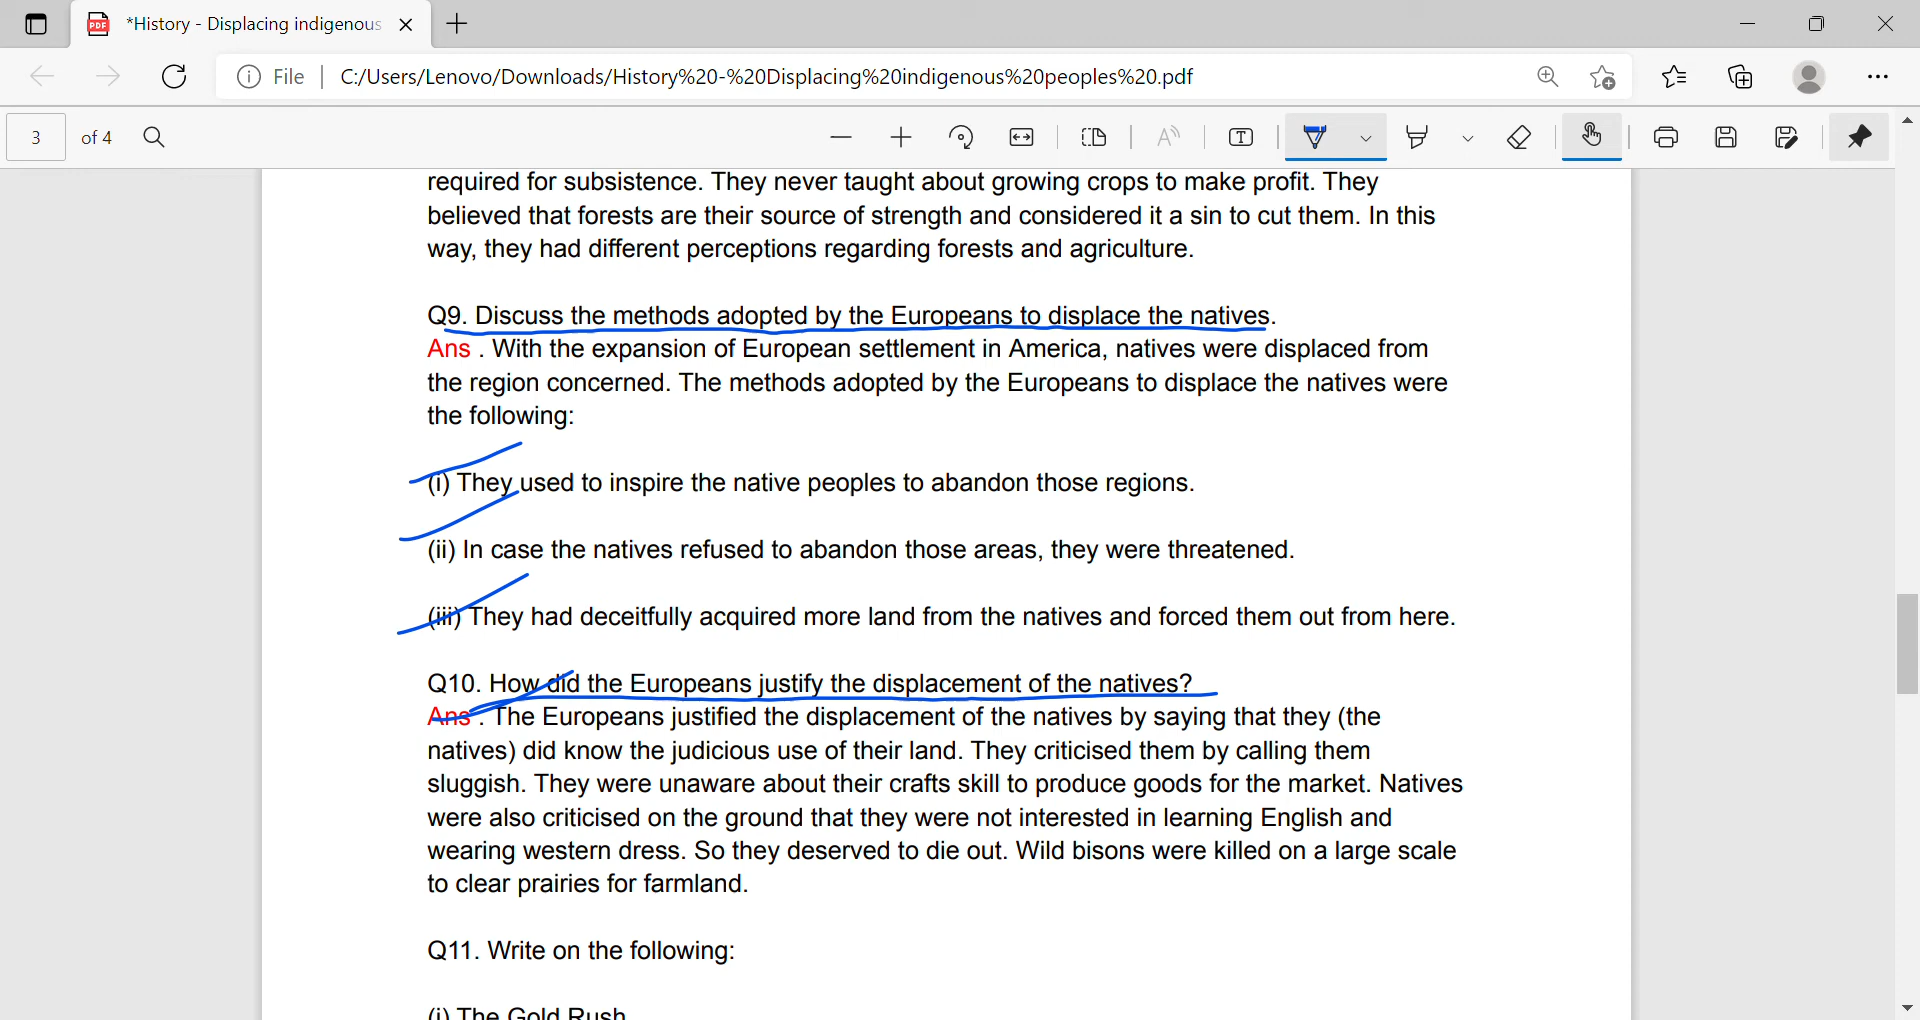 *History - Displacing indigenous
File
C:/Users/Lenovo/Downloads/History%20-%20Displacing%20indigenous%20peoples%20.pdf
3 of 4
required for subsistence. They never taught about growing crops to make profit. They
believed that forests are their source of strength and considered it a sin to cut them. In this
way, they had different perceptions regarding forests and agriculture.
Q9. Discuss the methods adopted by the Europeans to displace the natives.
Ans . With the expansion of European settlement in America, natives were displaced from
the region concerned. The methods adopted by the Europeans to displace the natives were
the following:
(i) They used to inspire the native peoples to abandon those regions.
(ii) In case the natives refused to abandon those areas, they were threatened.
(iii) They had deceitfully acquired more land from the natives and forced them out from here.
Q10. How did the Europeans justify the displacement of the natives?
Ans . The Europeans justified the displacement of the natives by saying that they (the
natives) did know the judicious use of their land. They criticised them by calling them
sluggish. They were unaware about their crafts skill to produce goods for the market. Natives
were also criticised on the ground that they were not interested in learning English and
wearing western dress. So they deserved to die out. Wild bisons were killed on a large scale
to clear prairies for farmland.
Q11. Write on the following:
(i) The Gold Rush